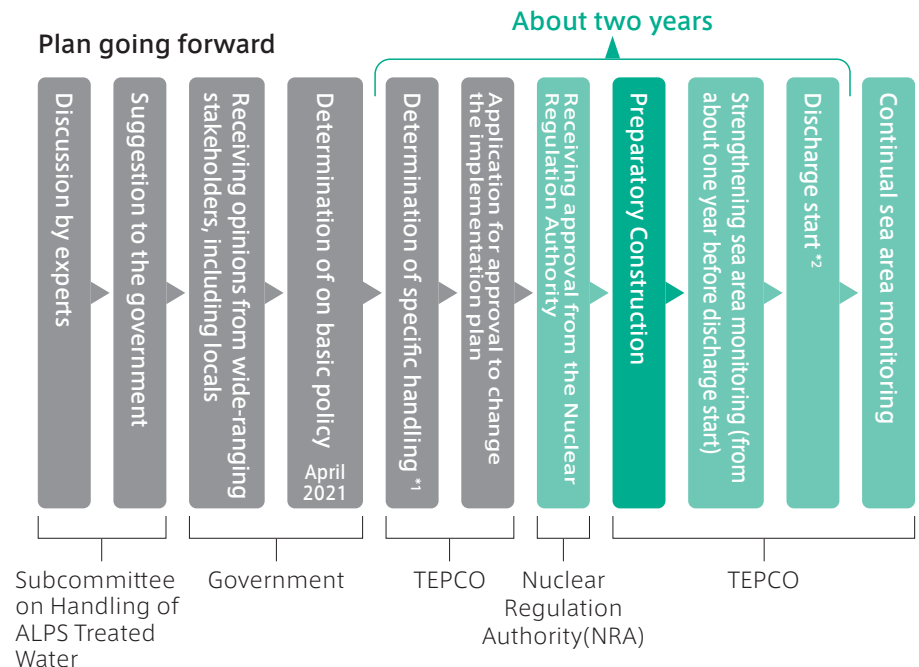 About two years
Plan going forward
Discussion by experts
Suggestion to the government
Receiving opinions from wide-ranging
stakeholders, including locals
Determination of on basic policy
April
2021
Determination of specific handling *1
Application for approval to change
the implementation plan
Receiving approval from the Nuclear
Regulation Authority
Preparatory Construction
Strengthening sea area monitoring (from
about one year before discharge start)
Discharge start *2
Continual sea area monitoring
Subcommittee
on Handling of
ALPS Treated
Water
Government
TEPCO
Nuclear
Regulation
Authority(NRA)
TEPCO